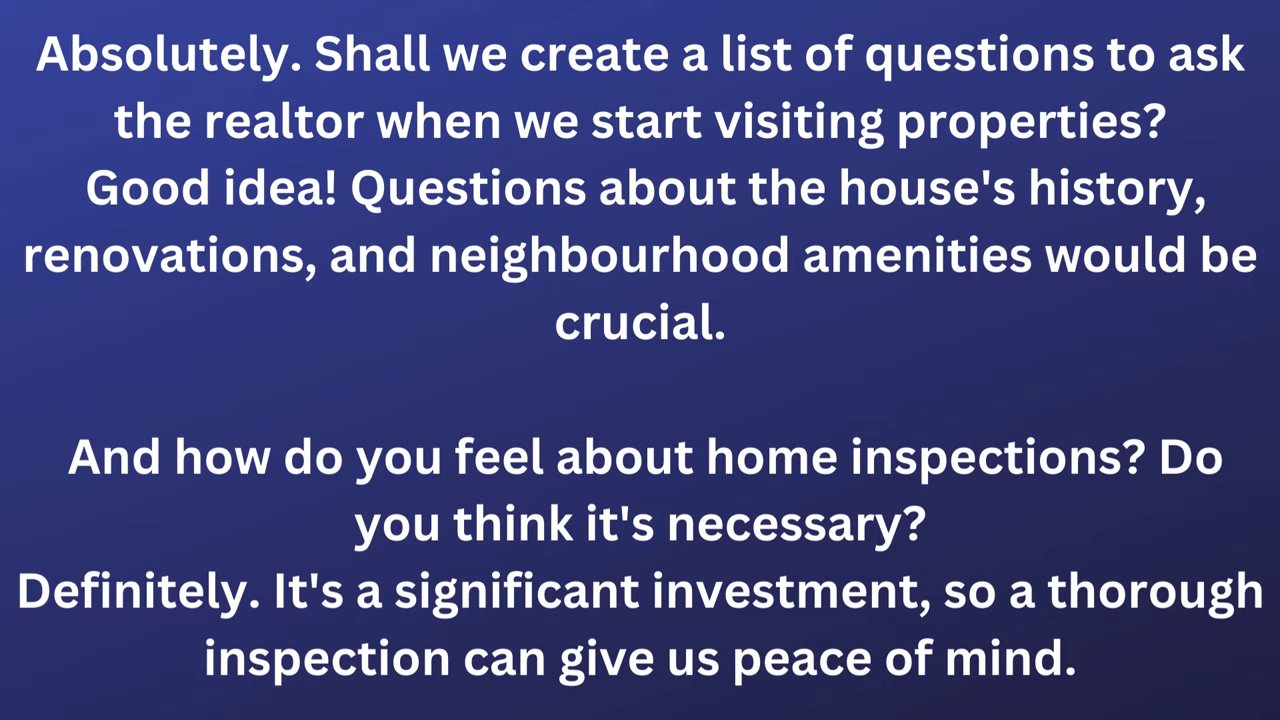 Absolutely. Shall we create a list of questions to ask
the realtor when we start visiting properties?
Good idea! Questions about the house's history,
renovations, and neighbourhood amenities would be
crucial.
And how do you feel about home inspections? Do
you think it's necessary?
Definitely. It's a significant investment, so a thorough
inspection can give us peace of mind.